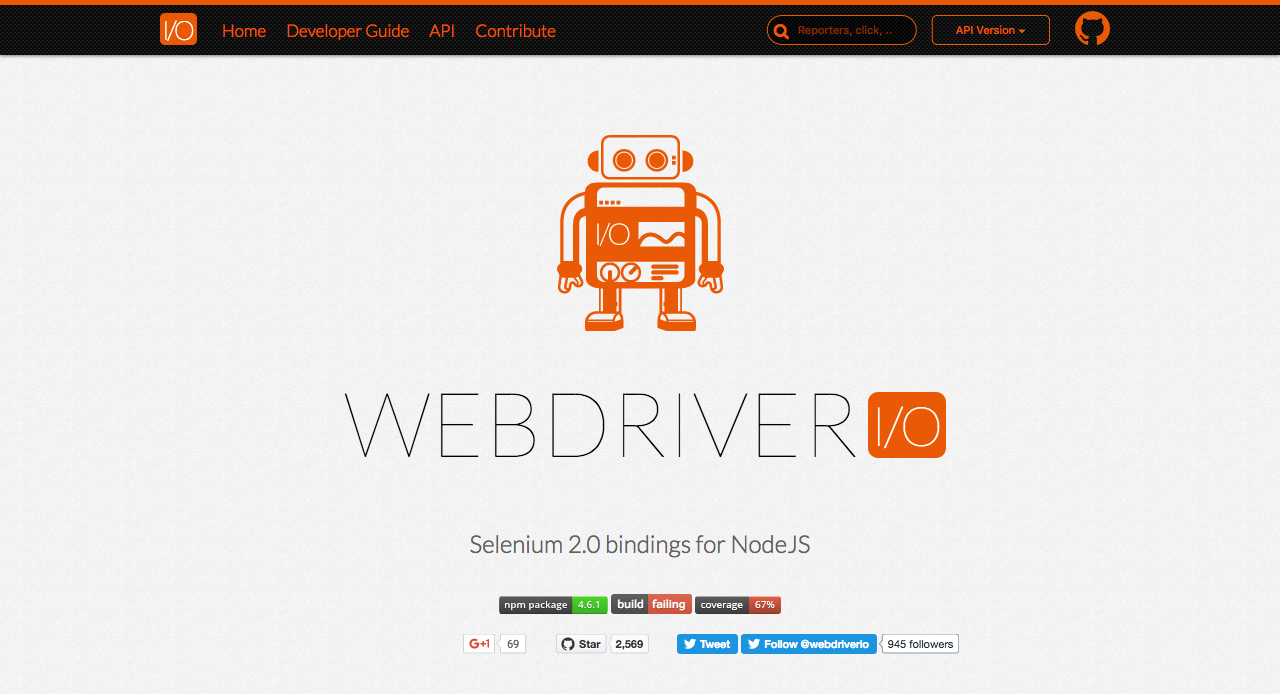 I/O Home Developer Guide API Contribute Reporters, click, .. API Version
I/O
WEBDRIVER I/O
Selenium 2.0 bindings for NodeJS
npm package 4.6.1 build failing coverage 67%
G+1 69 Star 2,569 Tweet Follow @webdriverio 945 followers